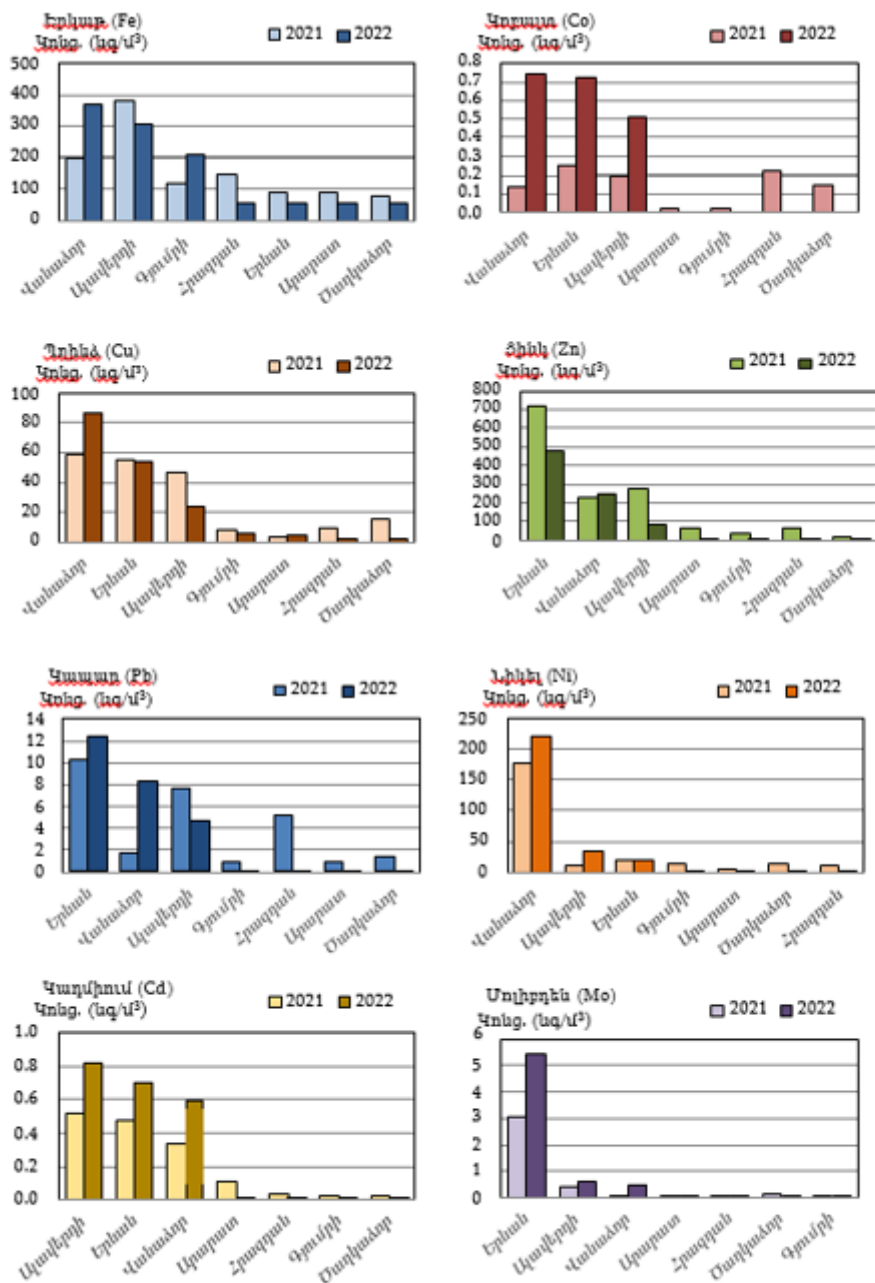 Երկաթ (Fe)
Կոնց. (նգ/մ³)
2021 2022
500
400
300
200
100
0
Վանաձոր
Ալավերդի
Գյումրի
Հրազդան
Երևան
Արարատ
Ծաղկաձոր
Կոբալտ (Co)
Կոնց. (նգ/մ³)
2021 2022
0.8
0.7
0.6
0.5
0.4
0.3
0.2
0.1
0.0
Վանաձոր
Երևան
Ալավերդի
Արարատ
Գյումրի
Հրազդան
Ծաղկաձոր
Պղինձ (Cu)
Կոնց. (նգ/մ³)
2021 2022
100
80
60
40
20
0
Վանաձոր
Երևան
Ալավերդի
Գյումրի
Արարատ
Հրազդան
Ծաղկաձոր
Ցինկ (Zn)
Կոնց. (նգ/մ³)
2021 2022
800
700
600
500
400
300
200
100
0
Երևան
Վանաձոր
Ալավերդի
Արարատ
Գյումրի
Հրազդան
Ծաղկաձոր
Կապար (Pb)
Կոնց. (նգ/մ³)
2021 2022
14
12
10
8
6
4
2
0
Երևան
Վանաձոր
Ալավերդի
Գյումրի
Հրազդան
Արարատ
Ծաղկաձոր
Նիկել (Ni)
Կոնց. (նգ/մ³)
2021 2022
250
200
150
100
50
0
Վանաձոր
Ալավերդի
Երևան
Գյումրի
Արարատ
Ծաղկաձոր
Հրազդան
Կադմիում (Cd)
Կոնց. (նգ/մ³)
2021 2022
1.0
0.8
0.6
0.4
0.2
0.0
Ալավերդի
Երևան
Վանաձոր
Արարատ
Հրազդան
Գյումրի
Ծաղկաձոր
Մոլիբդեն (Mo)
Կոնց. (նգ/մ³)
2021 2022
6
5
4
3
2
1
0
Երևան
Ալավերդի
Վանաձոր
Արարատ
Հրազդան
Ծաղկաձոր
Գյումրի